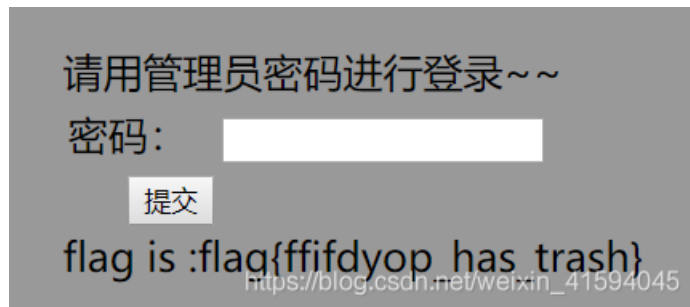 请用管理员密码进行登录~~
密码：
提交
flag is :flag{ffifdyop_has_trash}
https://blog.csdn.net/weixin_41594045